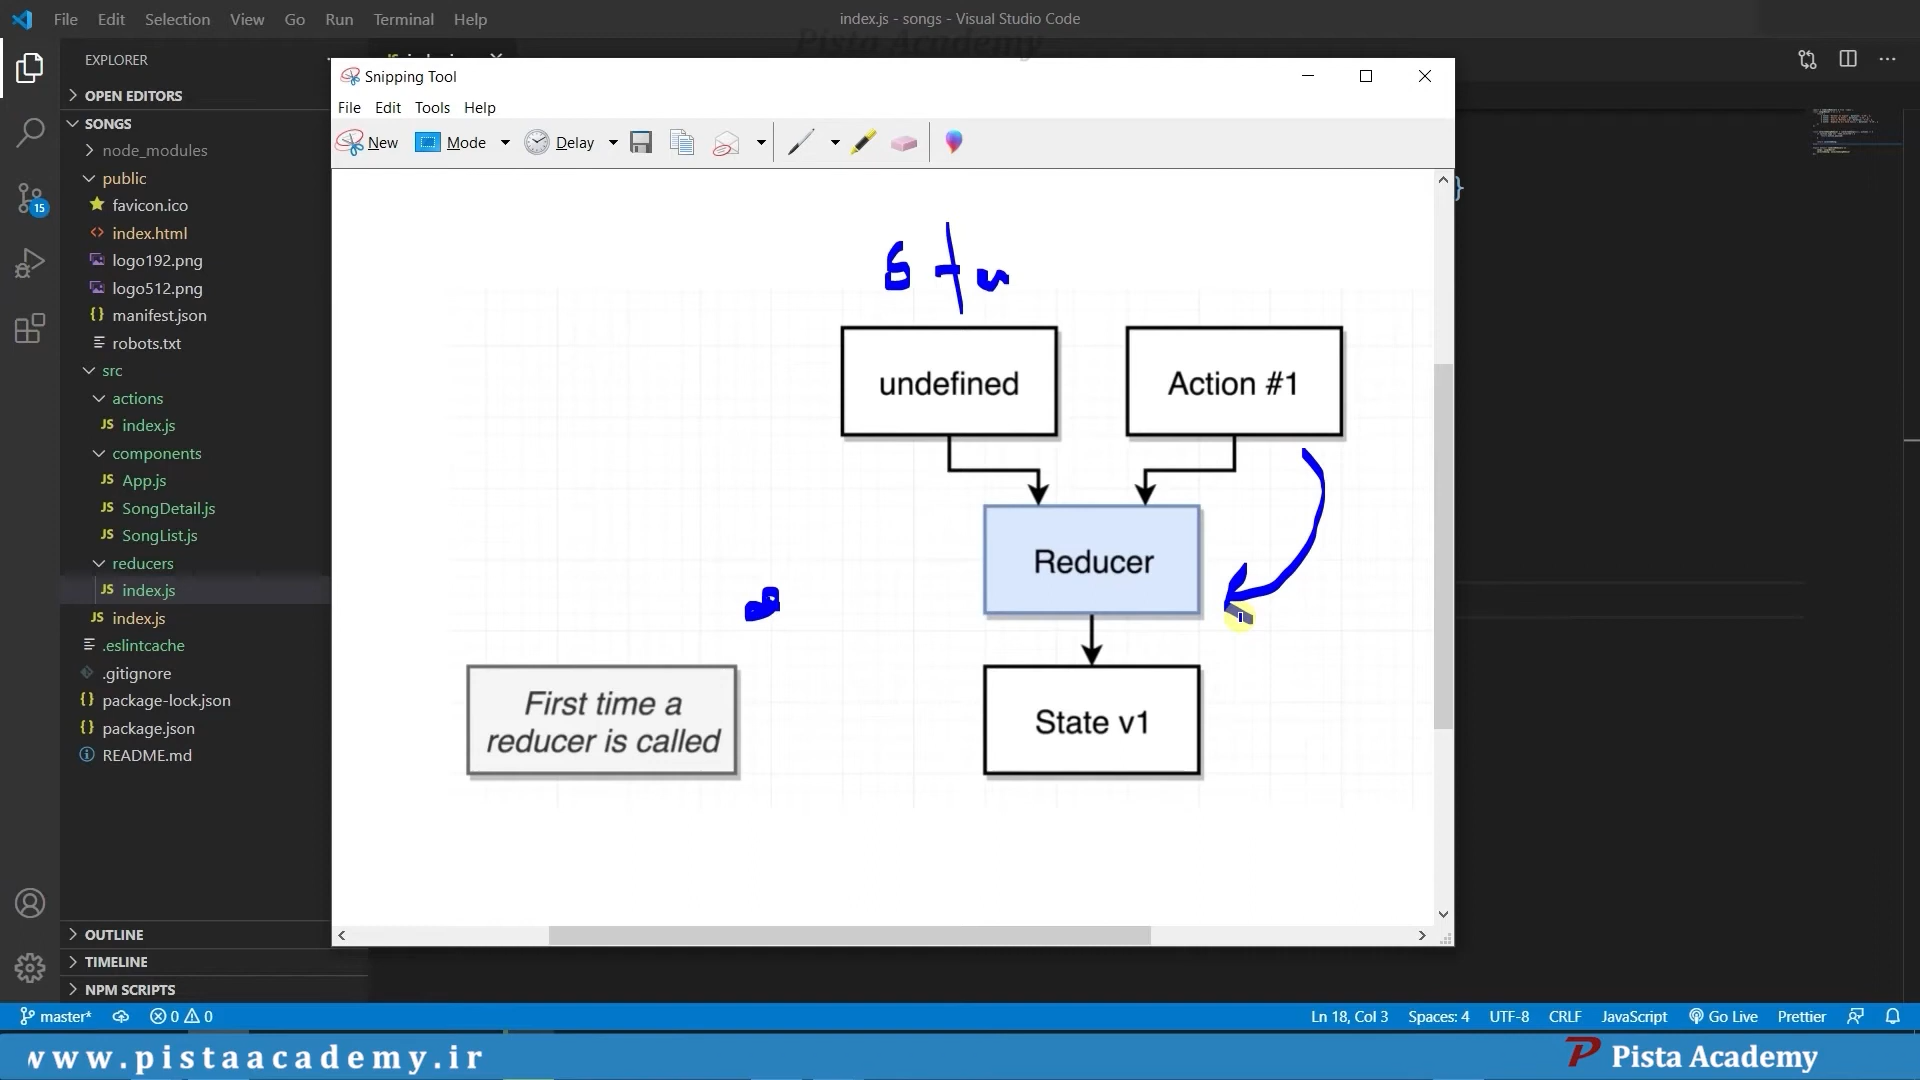 File Edit Selection View Go Run Terminal Help
index.js - songs - Visual Studio Code
Pista Academy
EXPLORER
OPEN EDITORS
SONGS
node_modules
public
favicon.ico
index.html
logo192.png
logo512.png
manifest.json
robots.txt
src
actions
index.js
components
App.js
SongDetail.js
SongList.js
reducers
index.js
index.js
.eslintcache
.gitignore
package-lock.json
package.json
README.md
OUTLINE
TIMELINE
NPM SCRIPTS
15
Snipping Tool
File Edit Tools Help
New Mode Delay
undefined
Action #1
Reducer
First time a
reducer is called
State v1
}
master* 0 0
Ln 18, Col 3 Spaces: 4 UTF-8 CRLF JavaScript Go Live Prettier
www.pistaacademy.ir
Pista Academy